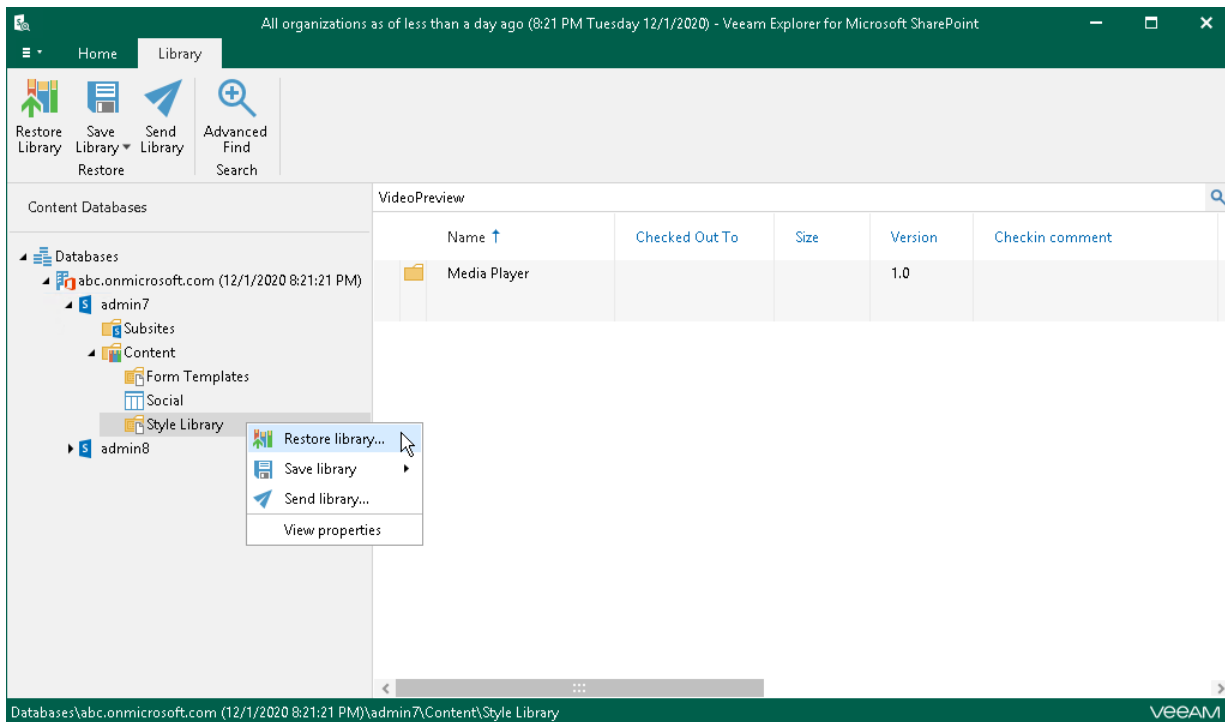 All organizations as of less than a day ago (8:21 PM Tuesday 12/1/2020) - Veeam Explorer for Microsoft SharePoint
Home Library
Restore Library
Save Library
Send Library
Advanced Find
Restore Search
Content Databases
VideoPreview
Name Checked Out To Size Version Checkin comment
Media Player 1.0
Databases
abc.onmicrosoft.com (12/1/2020 8:21:21 PM)
admin7
Subsites
Content
Form Templates
Social
Style Library
admin8
Restore library...
Save library
Send library...
View properties
Databases\abc.onmicrosoft.com (12/1/2020 8:21:21 PM)\admin7\Content\Style Library
VEEAM